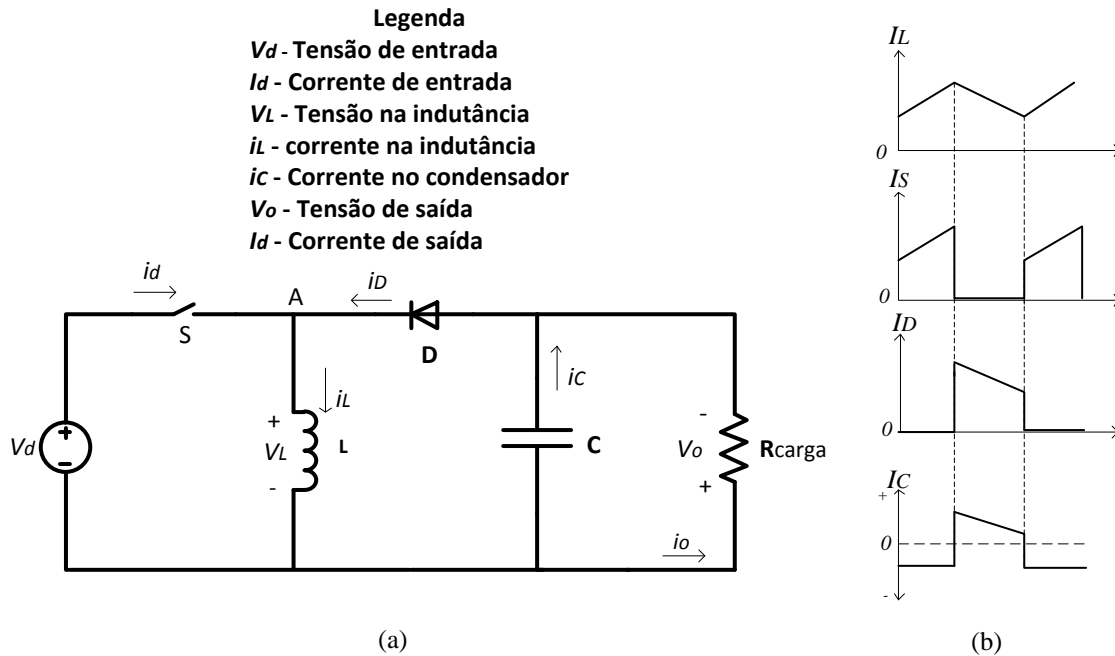 Legenda
Vd - Tensão de entrada
Id - Corrente de entrada
VL - Tensão na indutância
iL - corrente na indutância
iC - Corrente no condensador
Vo - Tensão de saída
Id - Corrente de saída
id
S
A
iD
D
iC
iL
+
VL
-
L
C
-
Vo
+
Rcarga
Vd
+
-
io
(a)
IL
0
IS
0
ID
0
IC
+
0
-
(b)